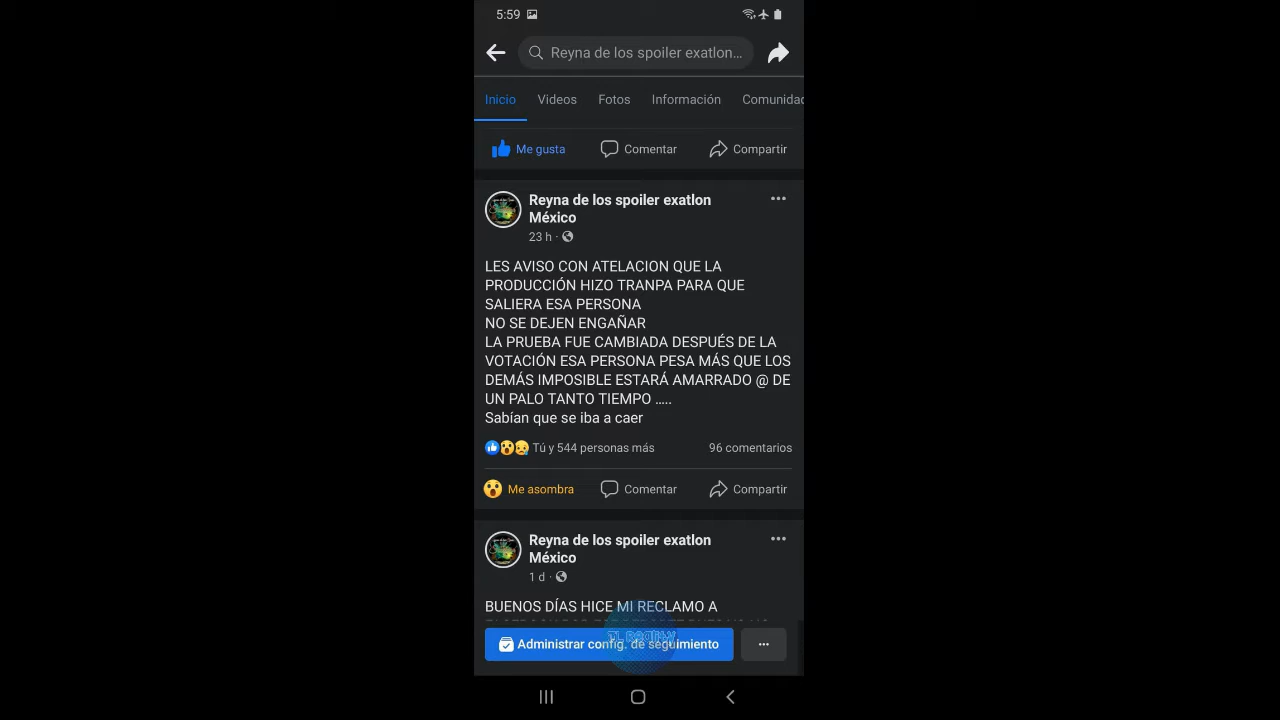 5:59
Reyna de los spoiler exatlon...
Inicio Videos Fotos Información Comunidad
Me gusta Comentar Compartir
Reyna de los spoiler exatlon
México
23 h ·
LES AVISO CON ATELACION QUE LA
PRODUCCIÓN HIZO TRANPA PARA QUE
SALIERA ESA PERSONA
NO SE DEJEN ENGAÑAR
LA PRUEBA FUE CAMBIADA DESPUÉS DE LA
VOTACIÓN ESA PERSONA PESA MÁS QUE LOS
DEMÁS IMPOSIBLE ESTARÁ AMARRADO @ DE
UN PALO TANTO TIEMPO .....
Sabían que se iba a caer
Tú y 544 personas más 96 comentarios
Me asombra Comentar Compartir
Reyna de los spoiler exatlon
México
1 d ·
BUENOS DÍAS HICE MI RECLAMO A
Administrar config. de seguimiento